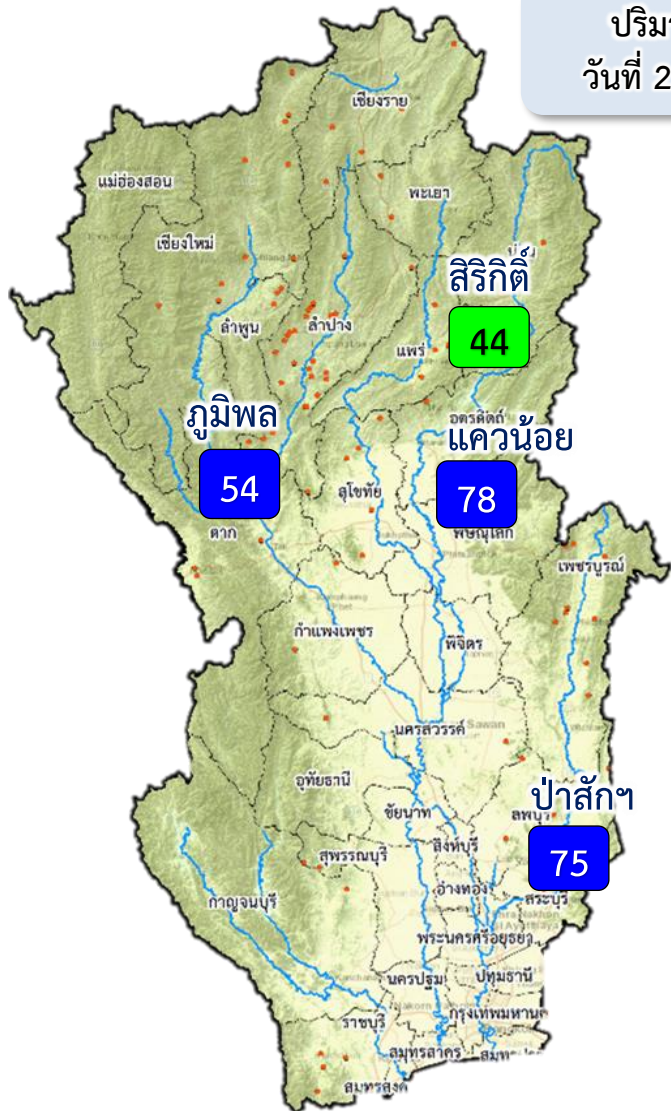 ปริม
วันที่ 2
เชียงราย
แม่ฮ่องสอน
พะเยา
เชียงใหม่
น่าน
สิริกิติ์
44
ลำพูน
ลำปาง
แพร่
ภูมิพล
อุตรดิตถ์
แควน้อย
54
78
สุโขทัย
ตาก
พิษณุโลก
เพชรบูรณ์
กำแพงเพชร
พิจิตร
นครสวรรค์
Sawan
อุทัยธานี
ป่าสักฯ
ชัยนาท
ลพบุรี
สิงห์บุรี
75
สุพรรณบุรี
อ่างทอง
กาญจนบุรี
สระบุรี
พระนครศรีอยุธยา
นครปฐม
ปทุมธานี
กรุงเทพมหานค
ราชบุรี
สมุทรสาคร
สมุทรสงค